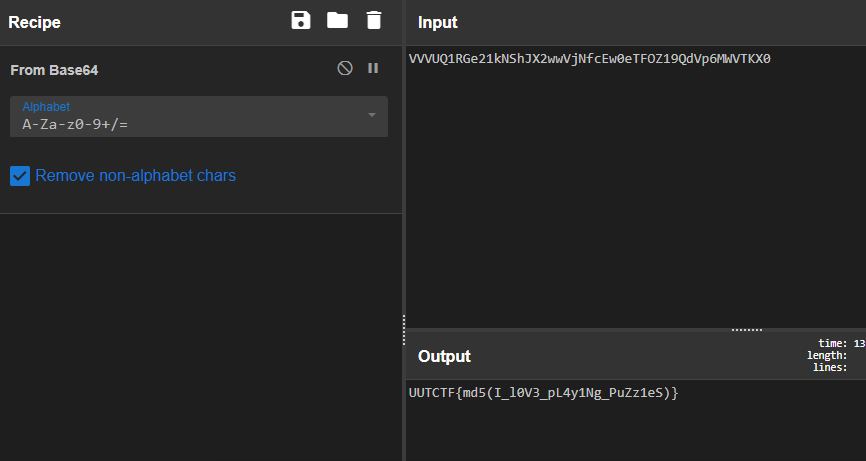 Recipe
From Base64
Alphabet
A-Za-z0-9+/=
Remove non-alphabet chars
Input
VVVUQ1RGe21kNShJX2wwVjNfcEw0eTFOZ19QdVp6MWVTKX0
Output
time: 13
length:
lines:
UUTCTF{md5(I_l0V3_pL4y1Ng_PuZz1eS)}